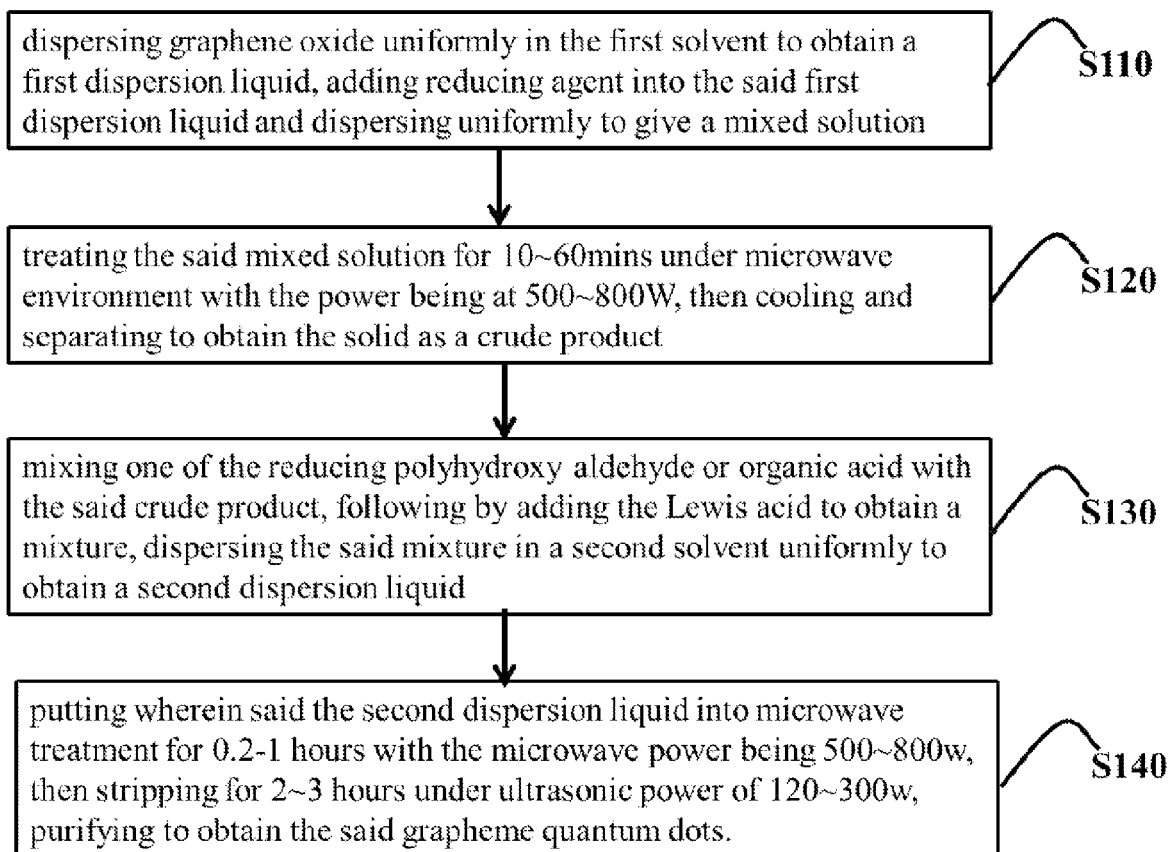 dispersing graphene oxide uniformly in the first solvent to obtain a
first dispersion liquid, adding reducing agent into the said first
dispersion liquid and dispersing uniformly to give a mixed solution
S110
treating the said mixed solution for 10~60mins under microwave
environment with the power being at 500~800W, then cooling and
separating to obtain the solid as a crude product
S120
mixing one of the reducing polyhydroxy aldehyde or organic acid with
the said crude product, following by adding the Lewis acid to obtain a
mixture, dispersing the said mixture in a second solvent uniformly to
obtain a second dispersion liquid
S130
putting wherein said the second dispersion liquid into microwave
treatment for 0.2-1 hours with the microwave power being 500~800w,
then stripping for 2~3 hours under ultrasonic power of 120~300w,
purifying to obtain the said grapheme quantum dots.
S140